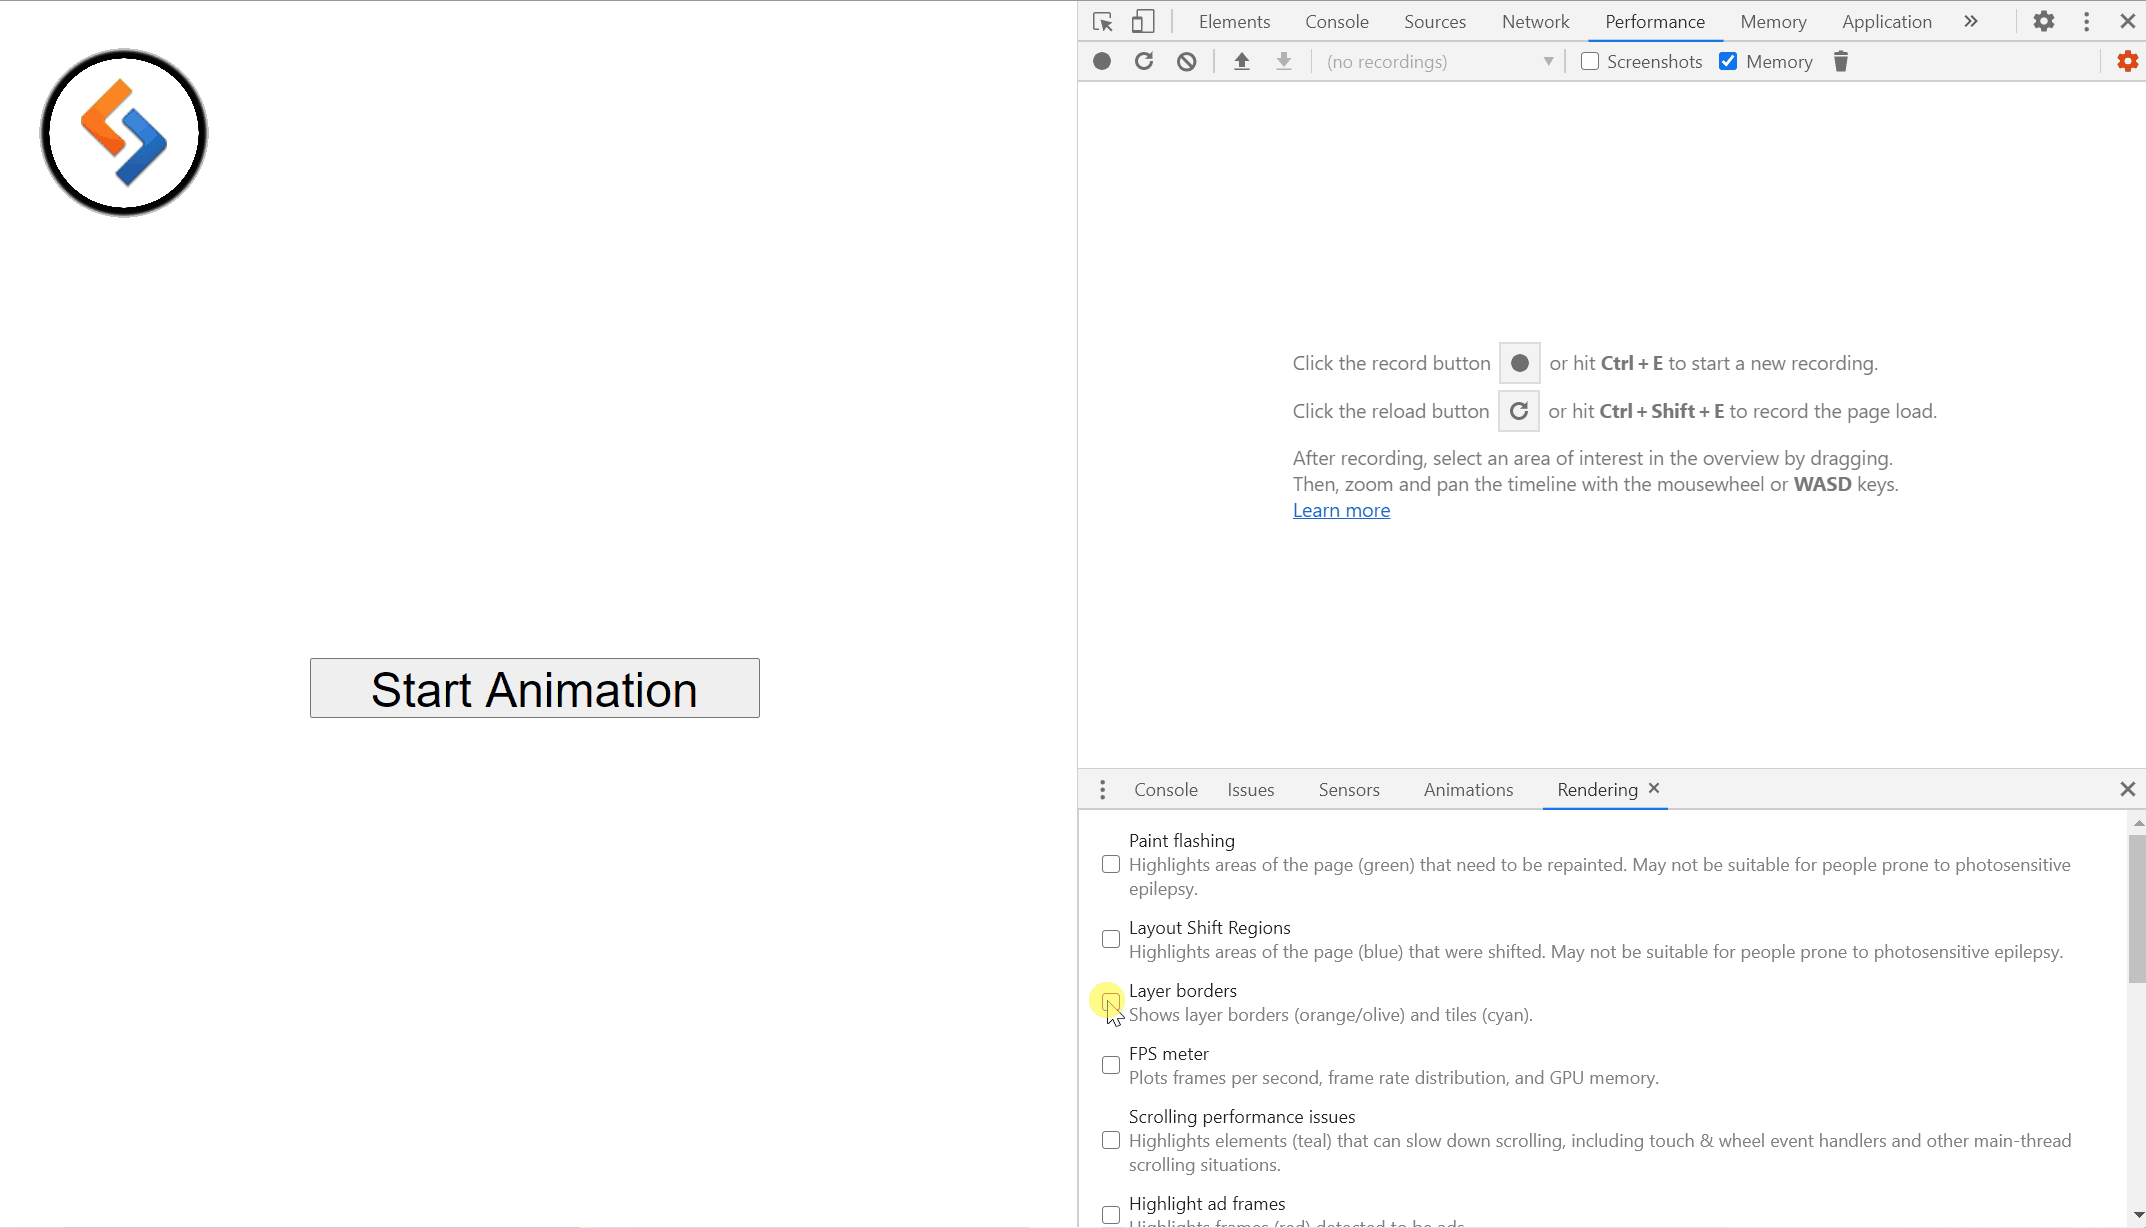 Elements Console Sources Network Performance Memory Application »
(no recordings) Screenshots Memory
Start Animation
Click the record button or hit Ctrl + E to start a new recording.
Click the reload button or hit Ctrl + Shift + E to record the page load.
After recording, select an area of interest in the overview by dragging.
Then, zoom and pan the timeline with the mousewheel or WASD keys.
Learn more
Console Issues Sensors Animations Rendering
Paint flashing
Highlights areas of the page (green) that need to be repainted. May not be suitable for people prone to photosensitive
epilepsy.
Layout Shift Regions
Highlights areas of the page (blue) that were shifted. May not be suitable for people prone to photosensitive epilepsy.
Layer borders
Shows layer borders (orange/olive) and tiles (cyan).
FPS meter
Plots frames per second, frame rate distribution, and GPU memory.
Scrolling performance issues
Highlights elements (teal) that can slow down scrolling, including touch & wheel event handlers and other main-thread
scrolling situations.
Highlight ad frames
Highlights frames (red) detected to be ads.